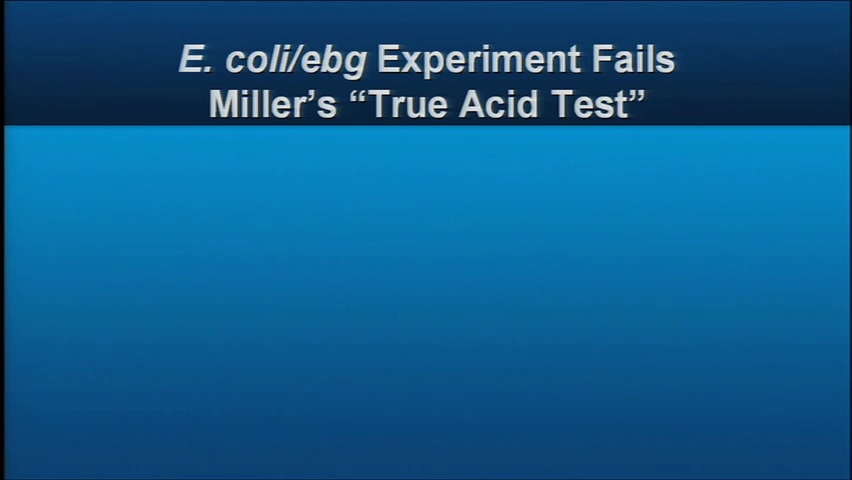 E. coli/ebg Experiment Fails
Miller’s “True Acid Test”